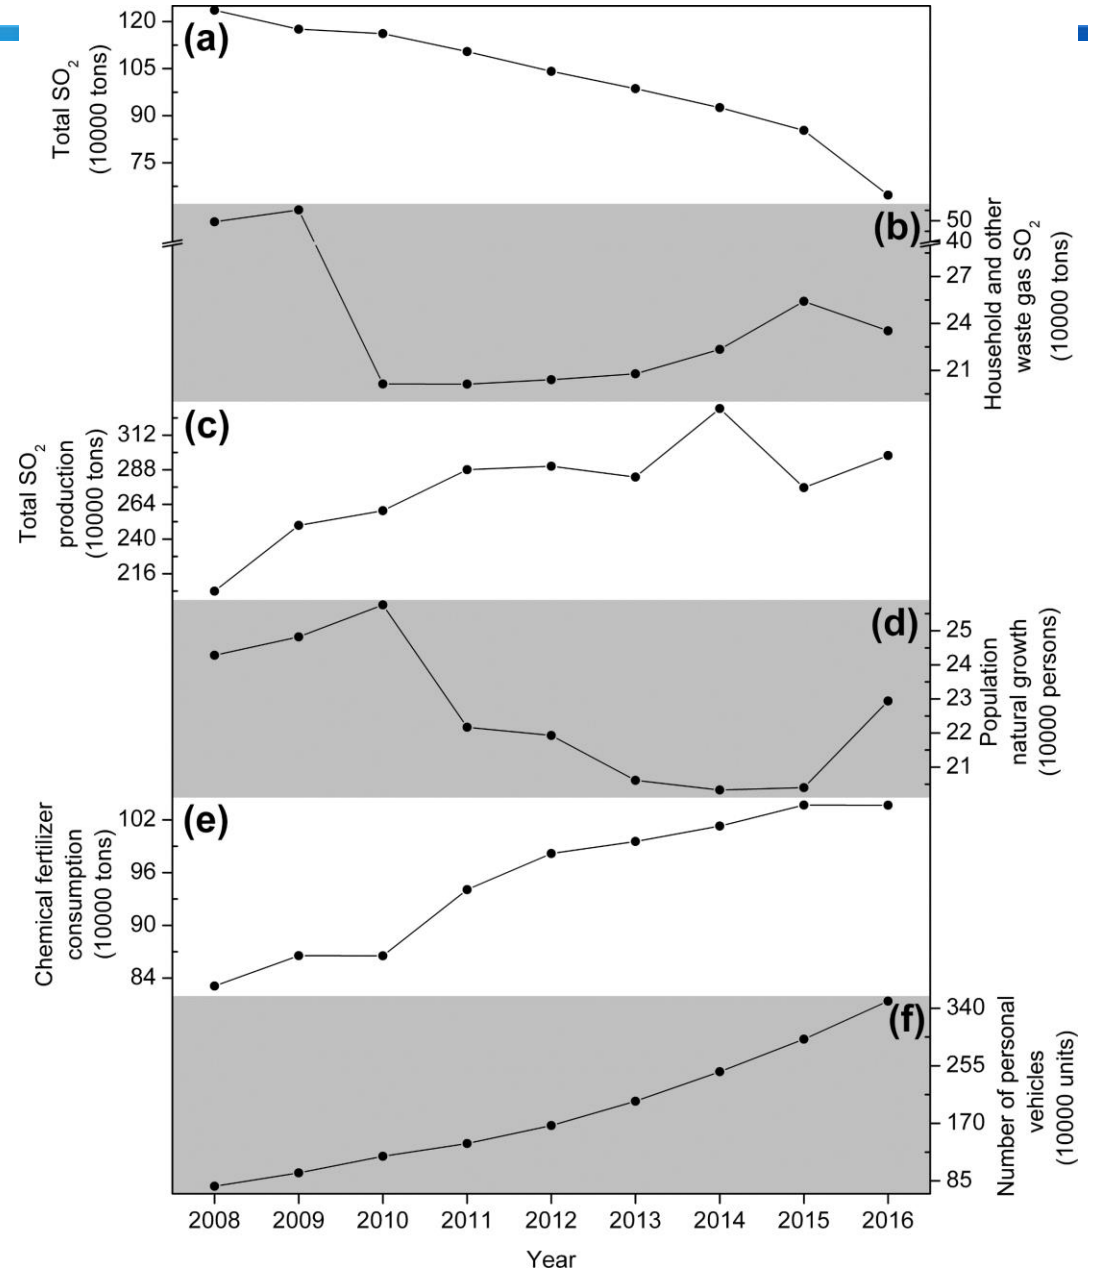 (a)
Total SO2
(10000 tons)
120
105
90
75
(b)
50
40
27
24
21
Household and other
waste gas SO2
(10000 tons)
(c)
Total SO2
production
(10000 tons)
312
288
264
240
216
(d)
25
24
23
22
21
Population
natural growth
(10000 persons)
(e)
Chemical fertilizer
consumption
(10000 tons)
102
96
90
84
(f)
340
255
170
85
Number of personal
vehicles
(10000 units)
2008 2009 2010 2011 2012 2013 2014 2015 2016
Year